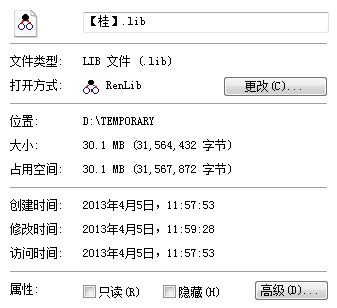 【桂】.lib
文件类型: LIB 文件 (.lib)
打开方式: RenLib 更改(C)...
位置: D:\TEMPORARY
大小: 30.1 MB (31,564,432 字节)
占用空间: 30.1 MB (31,567,872 字节)
创建时间: 2013年4月5日，11:57:53
修改时间: 2013年4月5日，11:59:28
访问时间: 2013年4月5日，11:57:53
属性: 只读(R) 隐藏(H) 高级(D)...